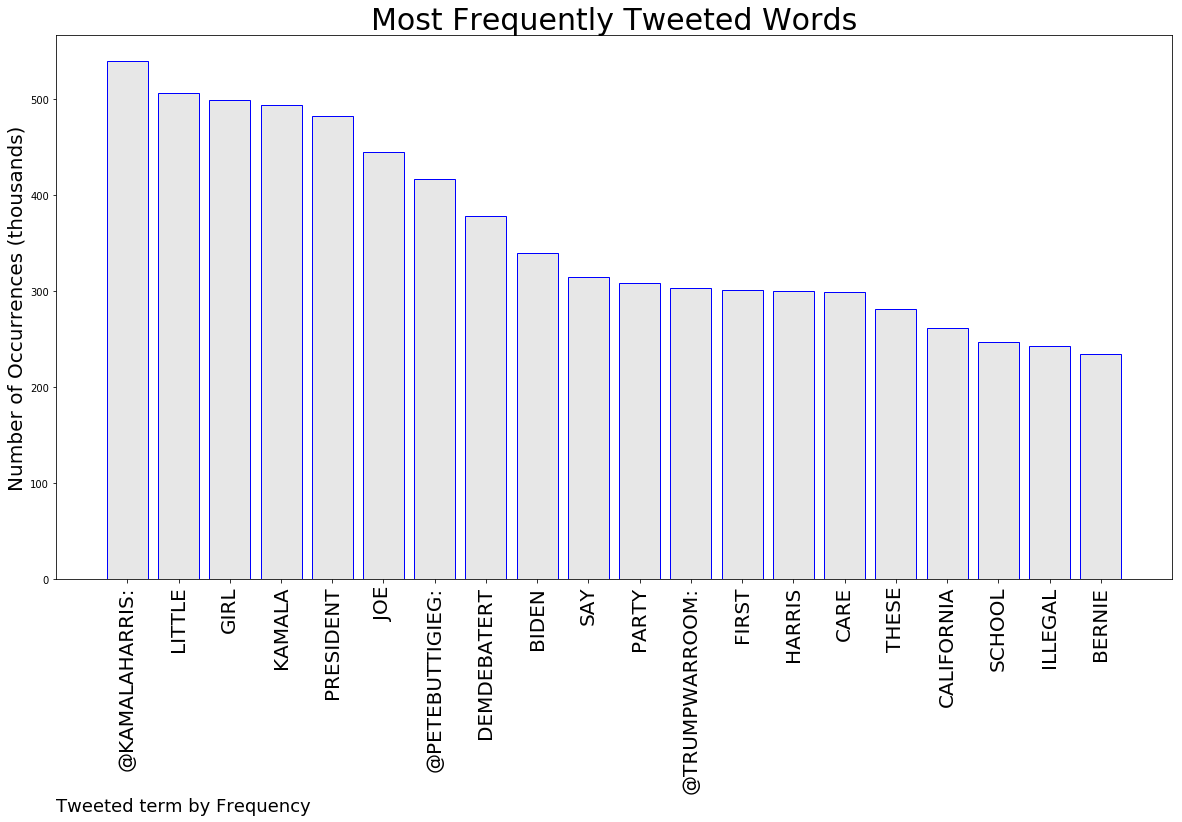 Most Frequently Tweeted Words
Number of Occurrences (thousands)
500
400
300
200
100
0
@KAMALAHARRIS:
LITTLE
GIRL
KAMALA
PRESIDENT
JOE
@PETEBUTTIGIEG:
DEMDEBATERT
BIDEN
SAY
PARTY
@TRUMPWARROOM:
FIRST
HARRIS
CARE
THESE
CALIFORNIA
SCHOOL
ILLEGAL
BERNIE
Tweeted term by Frequency